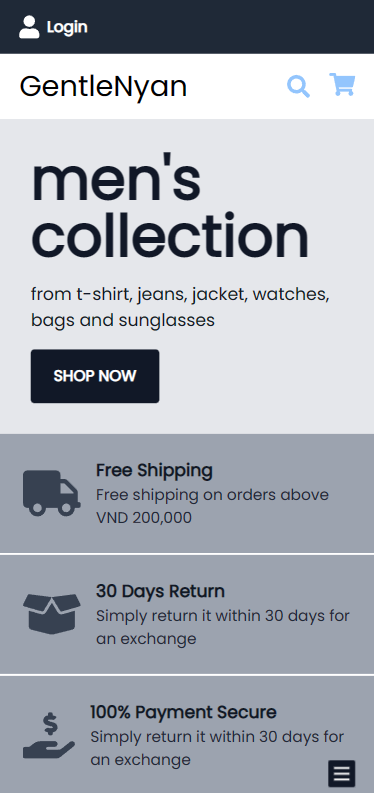 Login
GentleNyan
men's
collection
from t-shirt, jeans, jacket, watches,
bags and sunglasses
SHOP NOW
Free Shipping
Free shipping on orders above
VND 200,000
30 Days Return
Simply return it within 30 days for
an exchange
100% Payment Secure
Simply return it within 30 days for
an exchange